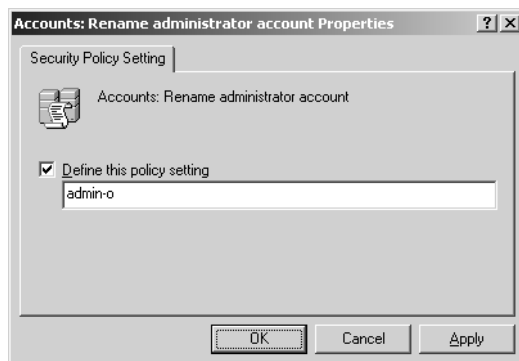 Accounts: Rename administrator account Properties ? X
Security Policy Setting
Accounts: Rename administrator account
Define this policy setting
admin-o
OK Cancel Apply